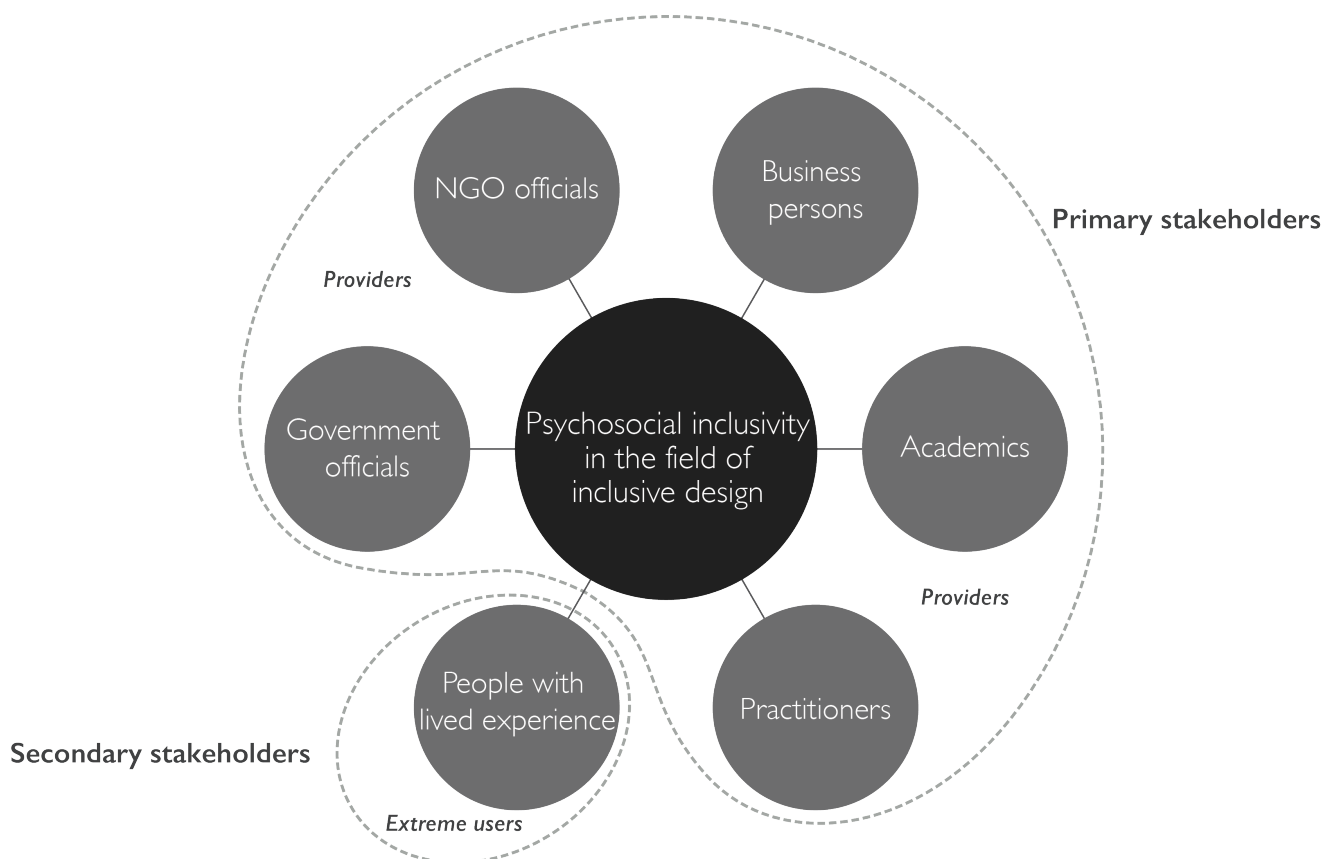 NGO officials
Business
persons
Primary stakeholders
Providers
Government
officials
Psychosocial inclusivity
in the field of
inclusive design
Academics
Providers
People with
lived experience
Practitioners
Secondary stakeholders
Extreme users